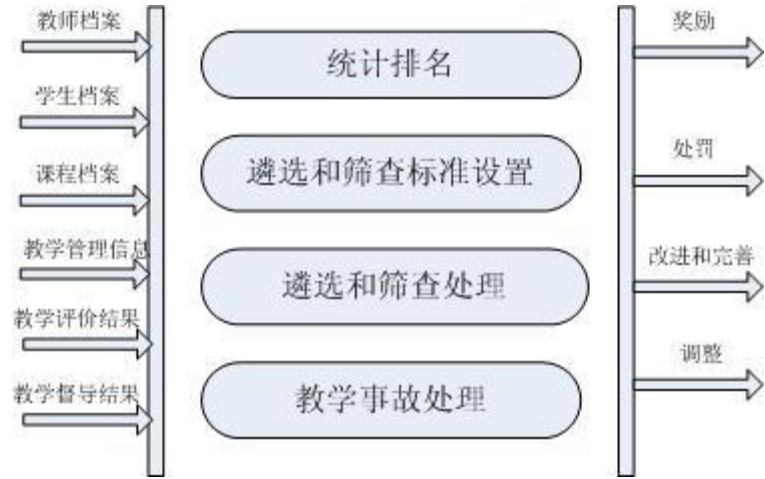 教师档案
学生档案
课程档案
教学管理信息
教学评价结果
教学督导结果
统计排名
遴选和筛查标准设置
遴选和筛查处理
教学事故处理
奖励
处罚
改进和完善
调整